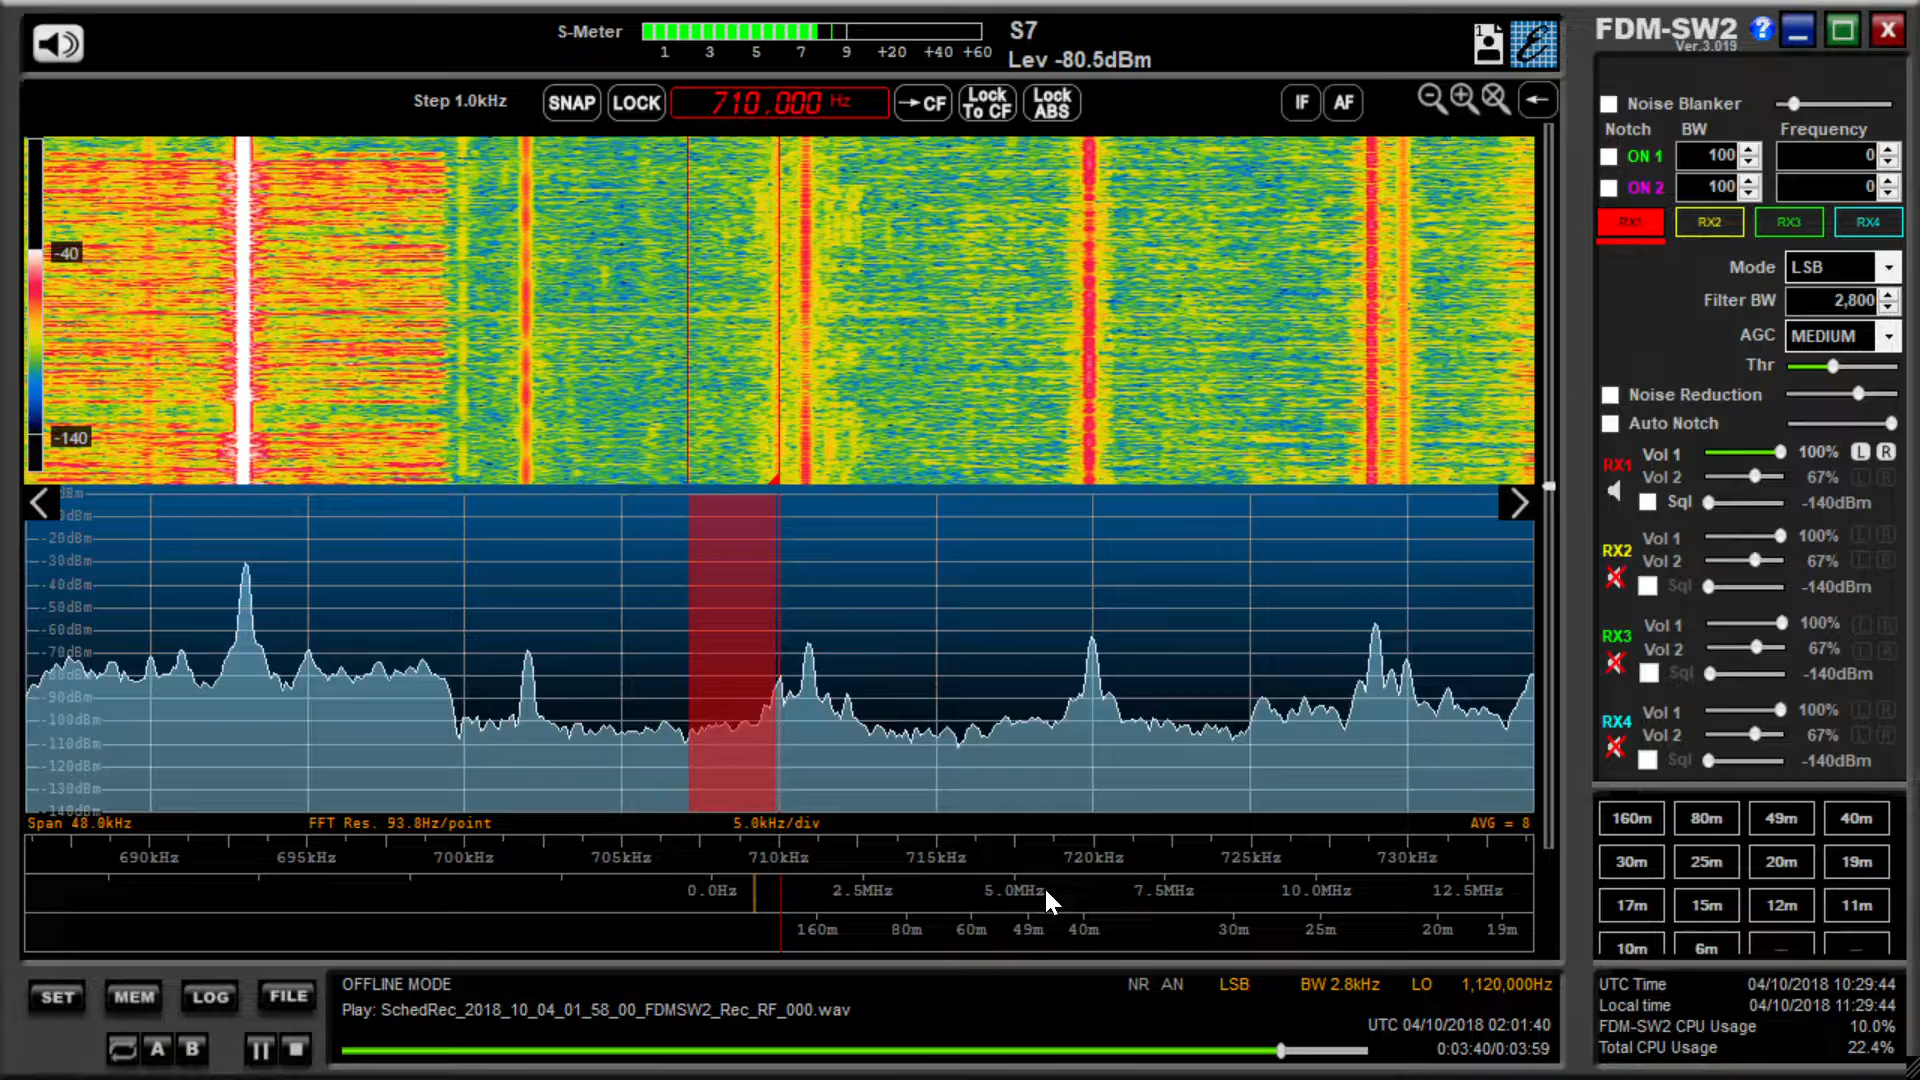 S-Meter
1 3 5 7 9 +20 +40 +60
S7
Lev -80.5dBm
1
FDM-SW2
Ver.3.019
?
X
Step 1.0kHz
SNAP
LOCK
710.000 Hz
→CF
Lock To CF
Lock ABS
IF
AF
-40
-140
dBm
-20dBm
-30dBm
-40dBm
-50dBm
-60dBm
-70dBm
-80dBm
-90dBm
-100dBm
-110dBm
-120dBm
-130dBm
-140dBm
Span 48.0kHz
FFT Res. 93.8Hz/point
5.0kHz/div
AVG = 8
690kHz 695kHz 700kHz 705kHz 710kHz 715kHz 720kHz 725kHz 730kHz
0.0Hz 2.5MHz 5.0MHz 7.5MHz 10.0MHz 12.5MHz
160m 80m 60m 49m 40m 30m 25m 20m 19m
SET
MEM
LOG
FILE
A
B
OFFLINE MODE
NR AN LSB BW 2.8kHz LO 1,120,000Hz
Play: SchedRec_2018_10_04_01_58_00_FDMSW2_Rec_RF_000.wav
UTC 04/10/2018 02:01:40
0:03:40/0:03:59
Noise Blanker
Notch BW Frequency
ON 1 100 0
ON 2 100 0
RX1 RX2 RX3 RX4
Mode LSB
Filter BW 2,800
AGC MEDIUM
Thr
Noise Reduction
Auto Notch
RX1
Vol 1 100% L R
Vol 2 67% L R
Sql -140dBm
RX2
Vol 1 100% L R
Vol 2 67% L R
Sql -140dBm
RX3
Vol 1 100% L R
Vol 2 67% L R
Sql -140dBm
RX4
Vol 1 100% L R
Vol 2 67% L R
Sql -140dBm
160m 80m 49m 40m
30m 25m 20m 19m
17m 15m 12m 11m
10m 6m — —
UTC Time 04/10/2018 10:29:44
Local time 04/10/2018 11:29:44
FDM-SW2 CPU Usage 10.0%
Total CPU Usage 22.4%